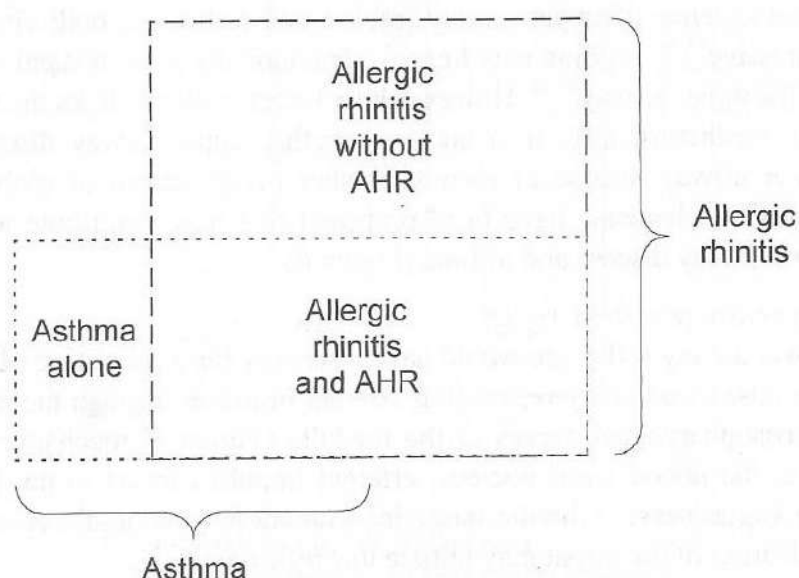 Allergic
rhinitis
without
AHR
Allergic
rhinitis
Asthma
alone
Allergic
rhinitis
and AHR
Asthma